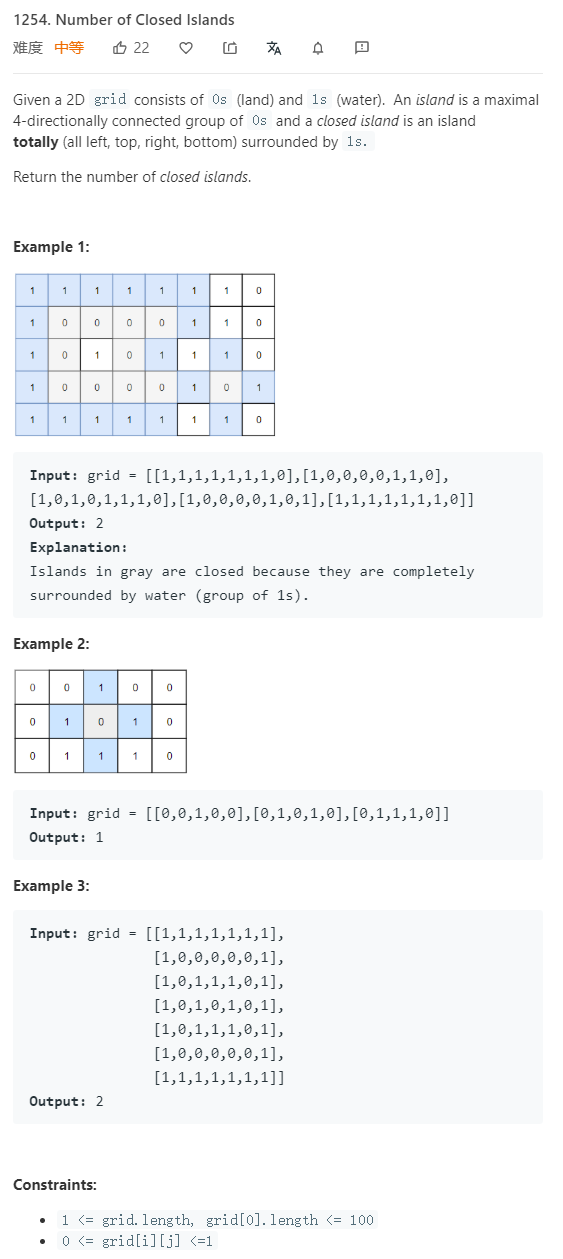 1254. Number of Closed Islands
难度 中等 22
Given a 2D grid consists of 0s (land) and 1s (water). An island is a maximal
4-directionally connected group of 0s and a closed island is an island
totally (all left, top, right, bottom) surrounded by 1s.
Return the number of closed islands.
Example 1:
1 1 1 1 1 1 1 0
1 0 0 0 0 1 1 0
1 0 1 0 1 1 1 0
1 0 0 0 0 1 0 1
1 1 1 1 1 1 1 0
Input: grid = [[1,1,1,1,1,1,1,0],[1,0,0,0,0,1,1,0],
[1,0,1,0,1,1,1,0],[1,0,0,0,0,1,0,1],[1,1,1,1,1,1,1,0]]
Output: 2
Explanation:
Islands in gray are closed because they are completely
surrounded by water (group of 1s).
Example 2:
0 0 1 0 0
0 1 0 1 0
0 1 1 1 0
Input: grid = [[0,0,1,0,0],[0,1,0,1,0],[0,1,1,1,0]]
Output: 1
Example 3:
Input: grid = [[1,1,1,1,1,1,1],
[1,0,0,0,0,0,1],
[1,0,1,1,1,0,1],
[1,0,1,0,1,0,1],
[1,0,1,1,1,0,1],
[1,0,0,0,0,0,1],
[1,1,1,1,1,1,1]]
Output: 2
Constraints:
• 1 <= grid.length, grid[0].length <= 100
• 0 <= grid[i][j] <=1